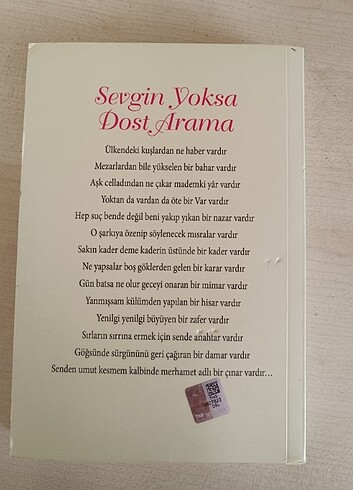 Sevgin Yoksa
Dost Arama
Ülkendeki kuşlardan ne haber vardır
Mezarlardan bile yükselen bir bahar vardır
Aşk celladından ne çıkar mademki yâr vardır
Yoktan da vardan da öte bir Var vardır
Hep suç bende değil beni yakıp yıkan bir nazar vardır
O şarkıya özenip söylenecek mısralar vardır
Sakın kader deme kaderin üstünde bir kader vardır
Ne yapsalar boş göklerden gelen bir karar vardır
Gün batsa ne olur geceyi onaran bir mimar vardır
Yanmışsam külümden yapılan bir hisar vardır
Yenilgi yenilgi büyüyen bir zafer vardır
Sırların sırrına ermek için sende anahtar vardır
Göğsünde sürgününü geri çağıran bir damar vardır
Senden umut kesmem kalbinde merhamet adlı bir çınar vardır...